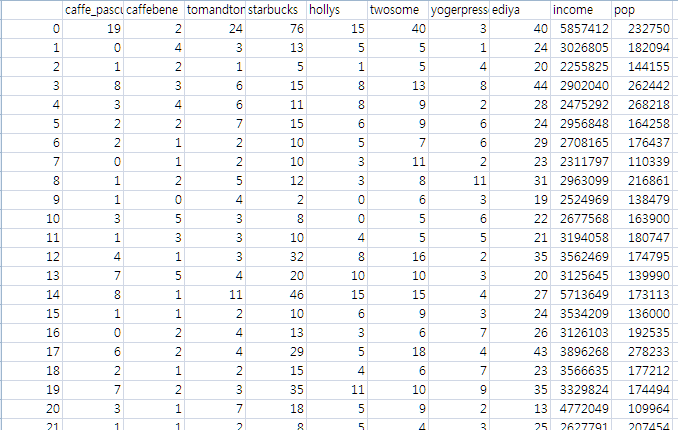 caffe_pascu caffebene tomandtom starbucks hollys twosome yogerpress ediya income pop
0 19 2 24 76 15 40 3 40 5857412 232750
1 0 4 3 13 5 5 1 24 3026805 182094
2 1 2 1 5 1 5 4 20 2255825 144155
3 8 3 6 15 8 13 8 44 2902040 262442
4 3 4 6 11 8 9 2 28 2475292 268218
5 2 2 7 15 6 9 6 24 2956848 164258
6 2 1 2 10 5 7 6 29 2708165 176437
7 0 1 2 10 3 11 2 23 2311797 110339
8 1 2 5 12 3 8 11 31 2963099 216861
9 1 0 4 2 0 6 3 19 2524969 138479
10 3 5 3 8 0 5 6 22 2677568 163900
11 1 3 3 10 4 5 5 21 3194058 180747
12 4 1 3 32 8 16 2 35 3562469 174795
13 7 5 4 20 10 10 3 20 3125645 139990
14 8 1 11 46 15 15 4 27 5713649 173113
15 1 1 2 10 6 9 3 24 3534209 136000
16 0 2 4 13 3 6 7 26 3126103 192535
17 6 2 4 29 5 18 4 43 3896268 278233
18 2 1 2 15 4 6 7 23 3566635 177212
19 7 2 3 35 11 10 9 35 3329824 174494
20 3 1 7 18 5 9 2 13 4772049 109964
21 1 1 2 8 5 4 3 25 2627791 207454